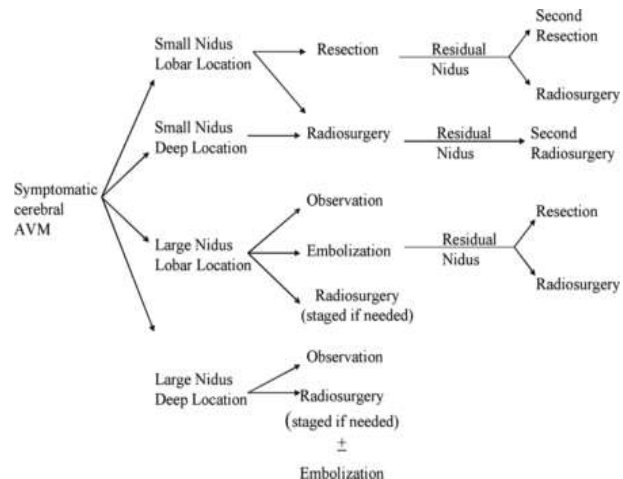 Symptomatic
cerebral
AVM
Small Nidus
Lobar Location
Resection
Residual
Nidus
Second
Resection
Radiosurgery
Small Nidus
Deep Location
Radiosurgery
Residual
Nidus
Second
Radiosurgery
Large Nidus
Lobar Location
Observation
Embolization
Radiosurgery
(staged if needed)
Residual
Nidus
Resection
Radiosurgery
Large Nidus
Deep Location
Observation
Radiosurgery
(staged if needed)
±
Embolization